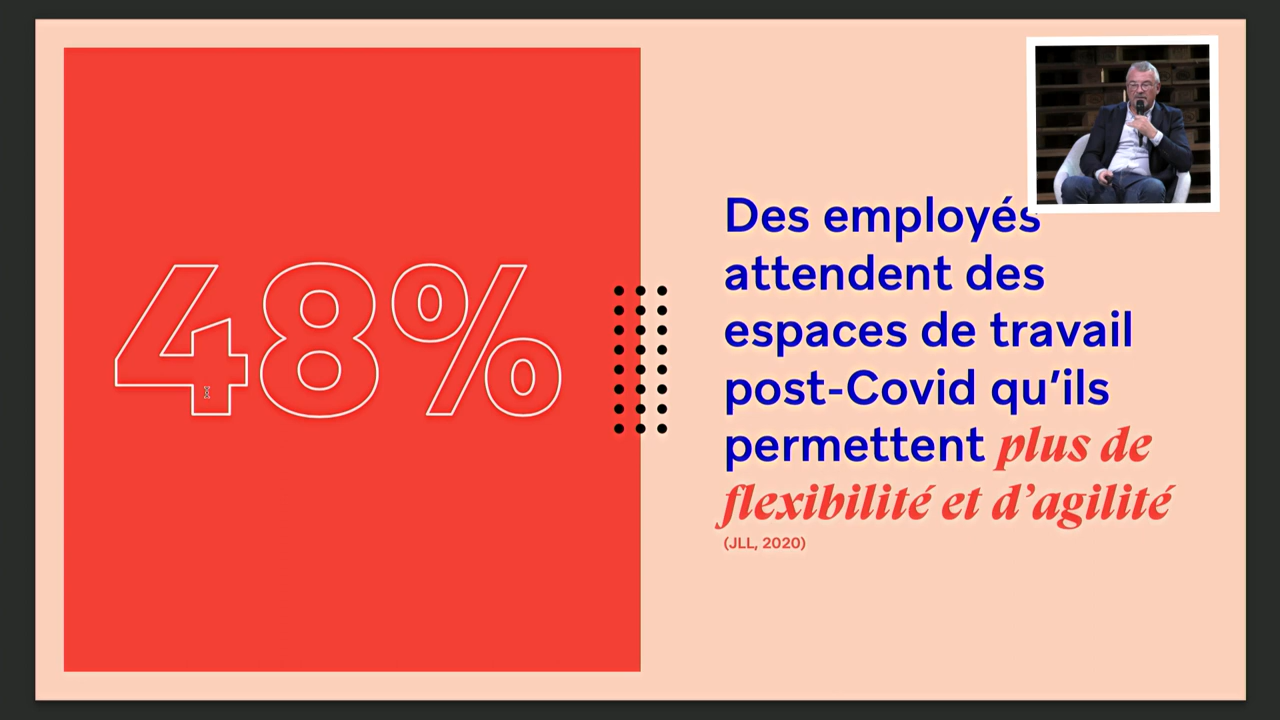 48%
Des employés
attendent des
espaces de travail
post-Covid qu’ils
permettent plus de
flexibilité et d’agilité
(JLL, 2020)